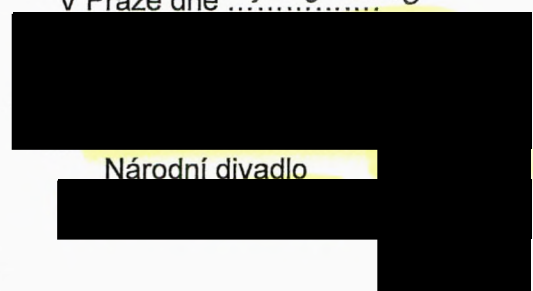 V Praze dne ................
Národní divadlo